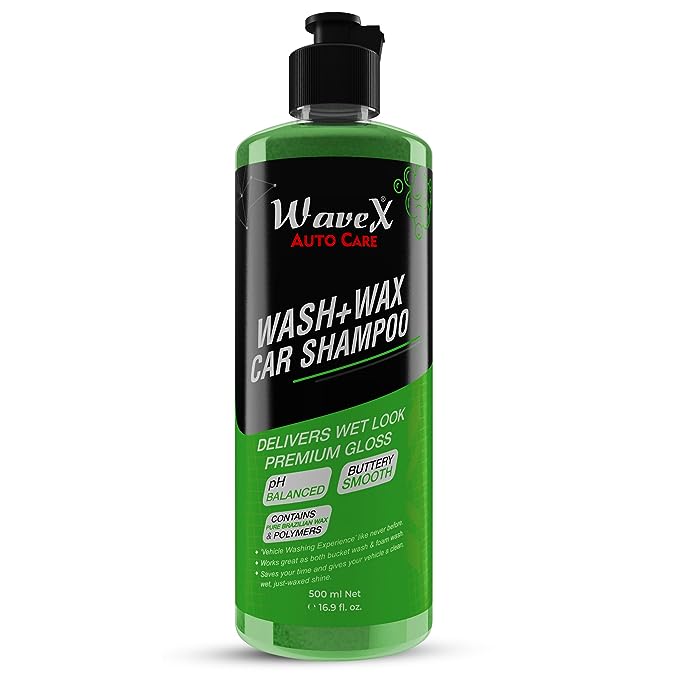 WaveX®
AUTO CARE
WASH+WAX
CAR SHAMPOO
DELIVERS WET LOOK
PREMIUM GLOSS
pH
BALANCED
BUTTERY
SMOOTH
CONTAINS
PURE BRAZILIAN WAX
& POLYMERS
• 'Vehicle Washing Experience' like never before.
• Works great as both bucket wash & foam wash.
• Saves your time and gives your vehicle a clean,
wet, just-waxed shine.
500 ml Net
℮ 16.9 fl. oz.